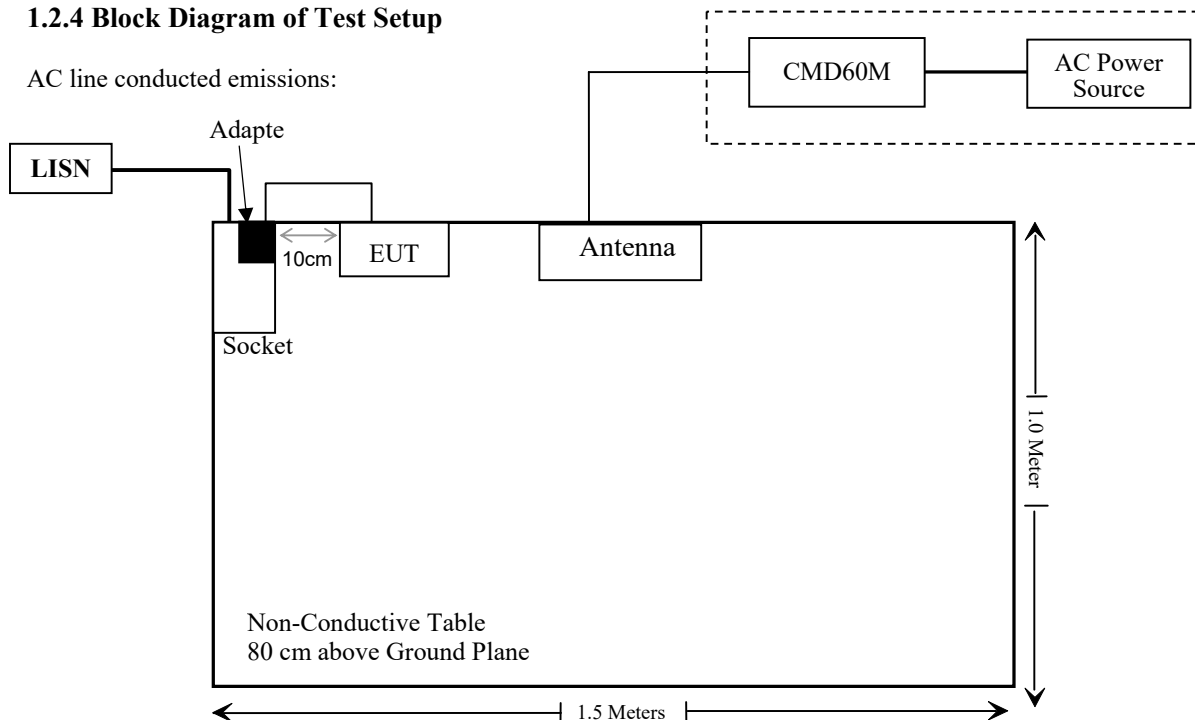 1.2.4 Block Diagram of Test Setup
AC line conducted emissions:
CMD60M
AC Power
Source
Adapte
LISN
10cm
EUT
Antenna
Socket
1.0 Meter
Non-Conductive Table
80 cm above Ground Plane
1.5 Meters